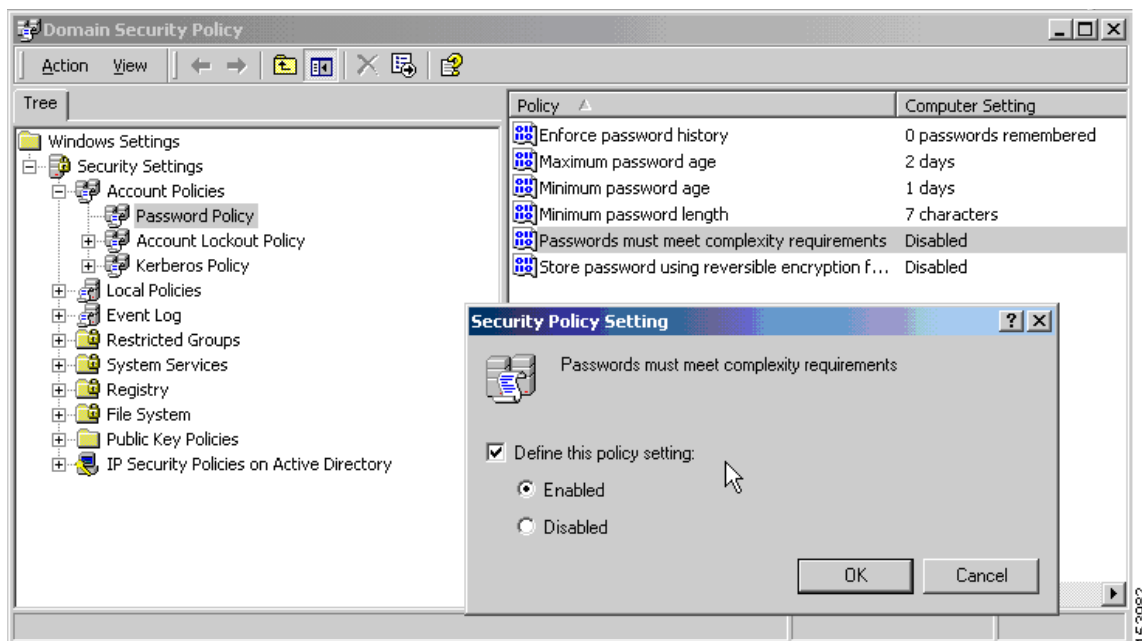 Domain Security Policy
Action View
Tree
Policy Computer Setting
Windows Settings
Security Settings
Account Policies
Password Policy
Account Lockout Policy
Kerberos Policy
Local Policies
Event Log
Restricted Groups
System Services
Registry
File System
Public Key Policies
IP Security Policies on Active Directory
Enforce password history 0 passwords remembered
Maximum password age 2 days
Minimum password age 1 days
Minimum password length 7 characters
Passwords must meet complexity requirements Disabled
Store password using reversible encryption f... Disabled
Security Policy Setting
Passwords must meet complexity requirements
Define this policy setting:
Enabled
Disabled
OK Cancel